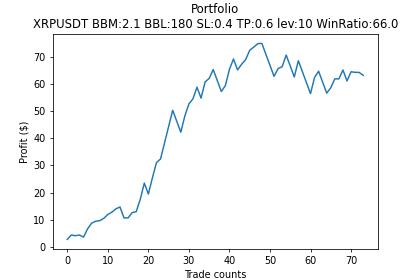 Portfolio
XRPUSDT BBM:2.1 BBL:180 SL:0.4 TP:0.6 lev:10 WinRatio:66.0
70
60
50
40
30
20
10
0
Profit ($)
0 10 20 30 40 50 60 70
Trade counts